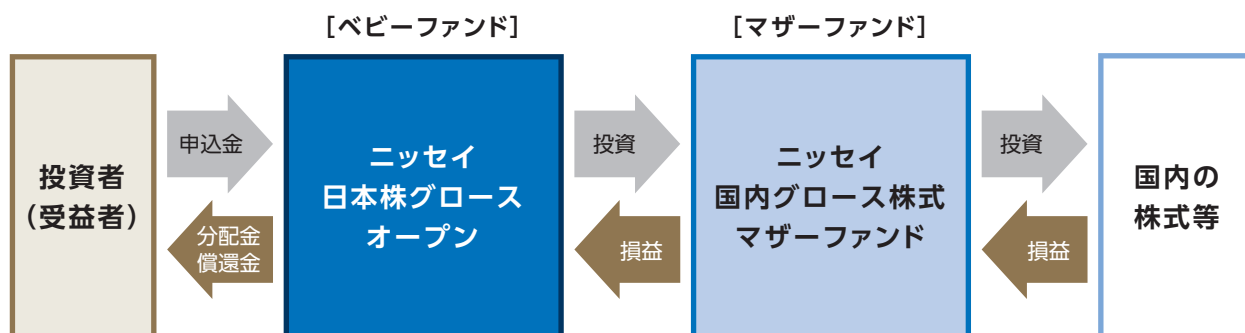 ［ベビーファンド］
［マザーファンド］
投資者
（受益者）
申込金
分配金
償還金
ニッセイ
日本株グロース
オープン
投資
損益
ニッセイ
国内グロース株式
マザーファンド
投資
損益
国内の
株式等